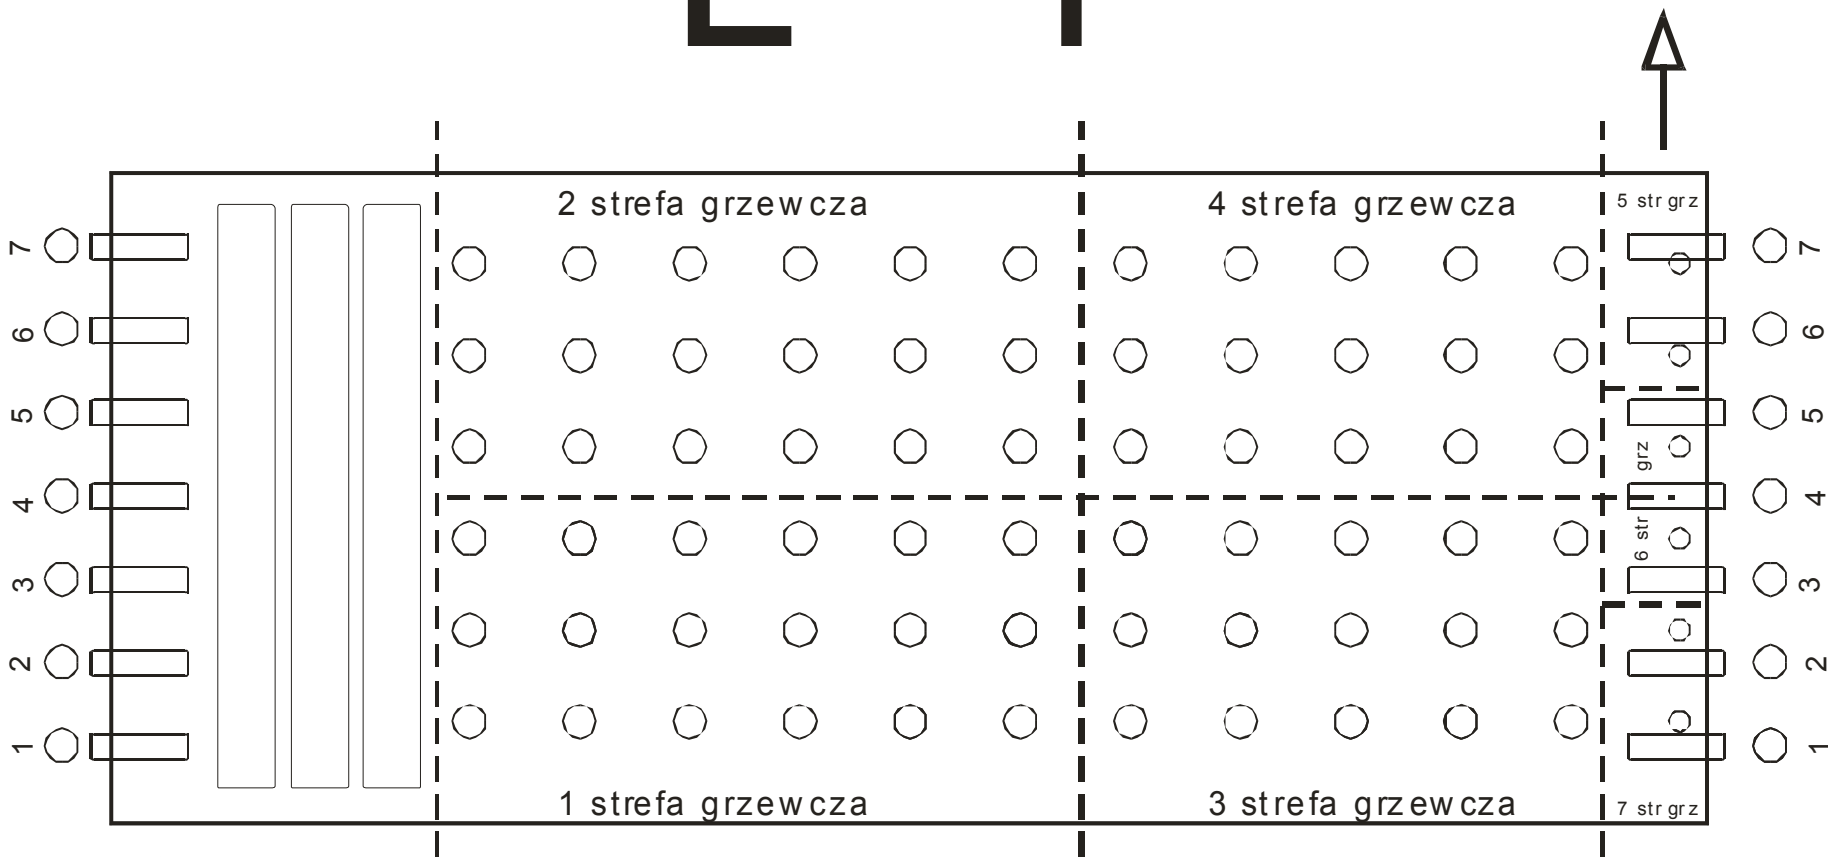 2 strefa grzewcza
4 strefa grzewcza
5 str grz
7
6
5
4
3
2
1
6 str grz
7
6
5
4
3
2
1
1 strefa grzewcza
3 strefa grzewcza
7 str grz